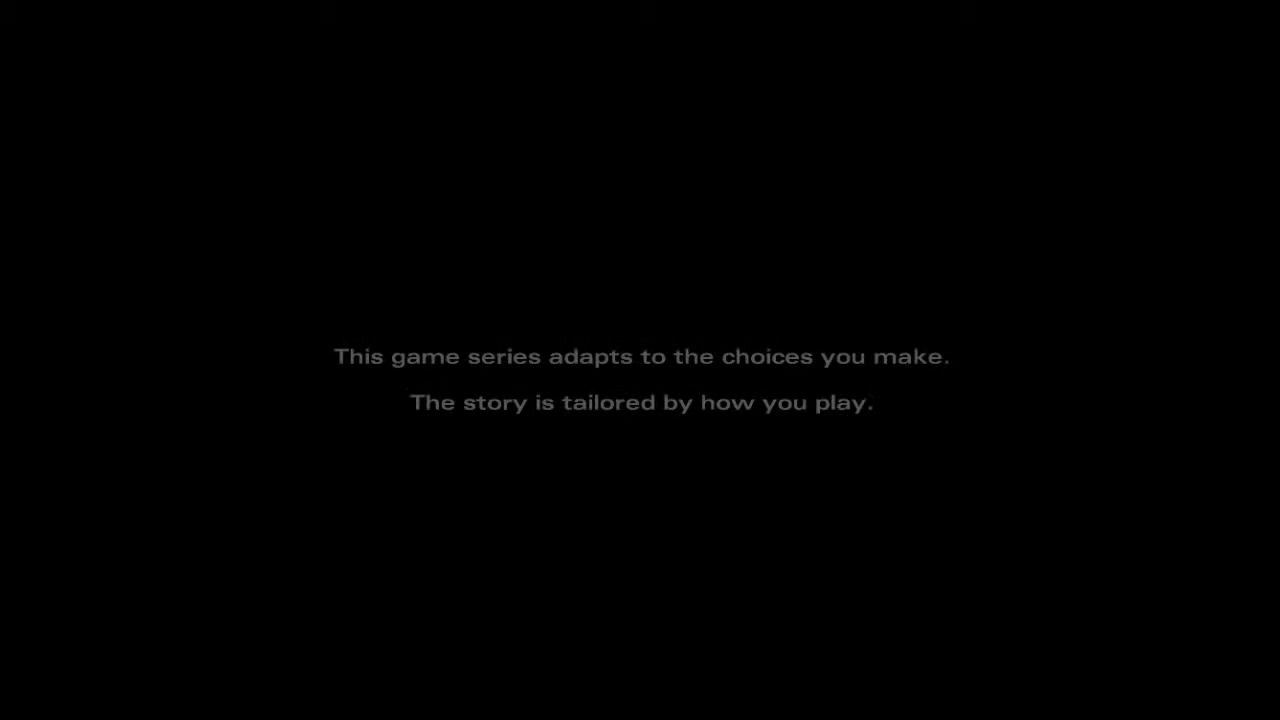 This game series adapts to the choices you make.
The story is tailored by how you play.